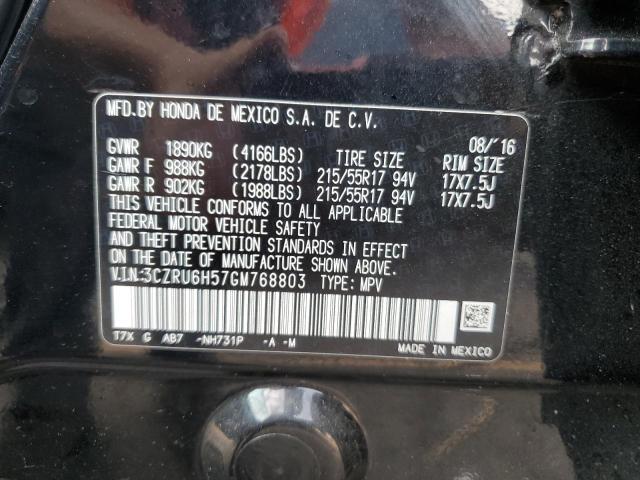 MFD.BY HONDA DE MEXICO S.A. DE C.V.
08/'16
GVWR 1890KG (4166LBS) TIRE SIZE RIM SIZE
GAWR F 988KG (2178LBS) 215/55R17 94V 17X7.5J
GAWR R 902KG (1988LBS) 215/55R17 94V 17X7.5J
THIS VEHICLE CONFORMS TO ALL APPLICABLE
FEDERAL MOTOR VEHICLE SAFETY
AND THEFT PREVENTION STANDARDS IN EFFECT
ON THE DATE OF MANUFACTURE SHOWN ABOVE.
V.I.N:3CZRU6H57GM768803 TYPE: MPV
T7X G AB7 -NH731P -A -M
MADE IN MEXICO